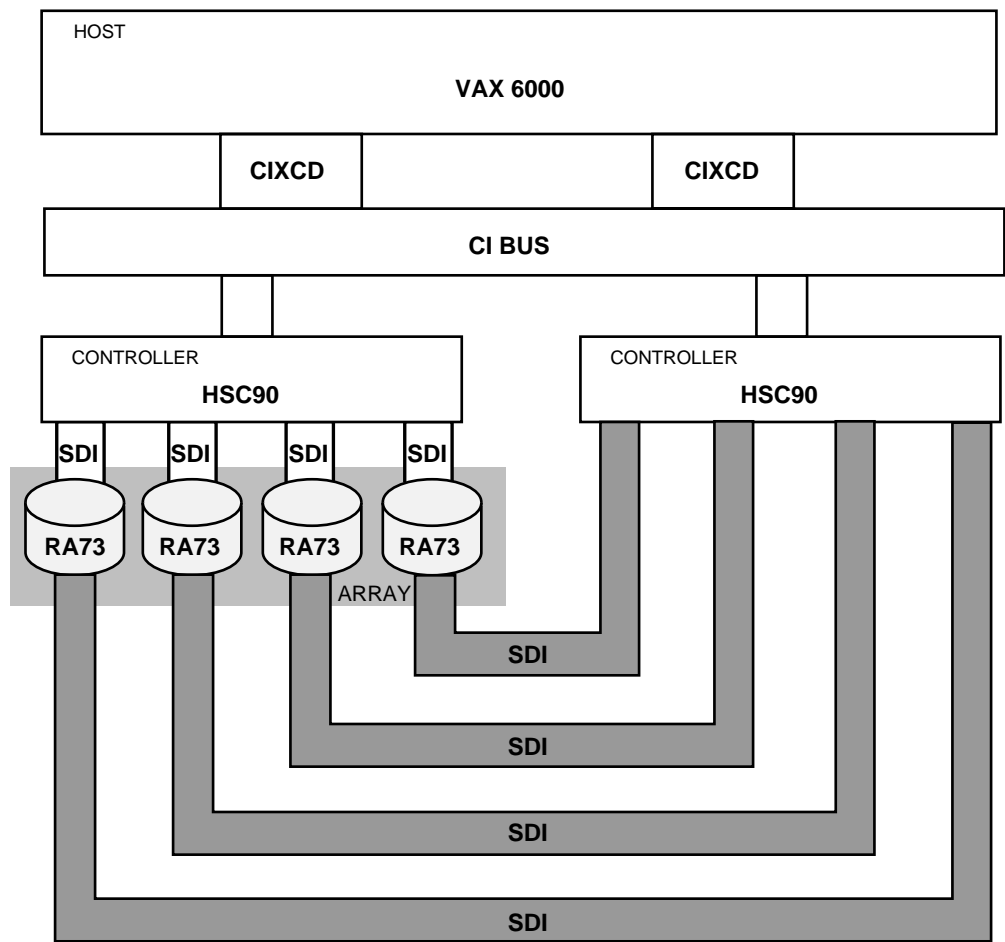 HOST
VAX 6000
CIXCD CIXCD
CI BUS
CONTROLLER CONTROLLER
HSC90 HSC90
SDI SDI SDI SDI
RA73 RA73 RA73 RA73
ARRAY
SDI
SDI
SDI
SDI